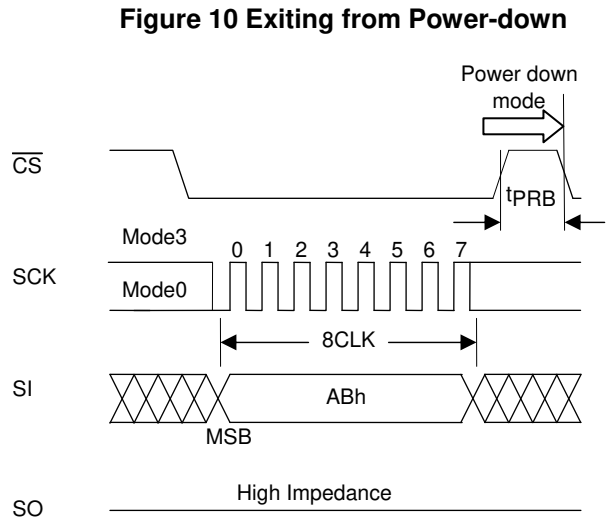 Figure 10 Exiting from Power-down
Power down
mode
CS
tPRB
Mode3
0 1 2 3 4 5 6 7
SCK
Mode0
8CLK
SI
ABh
MSB
High Impedance
SO